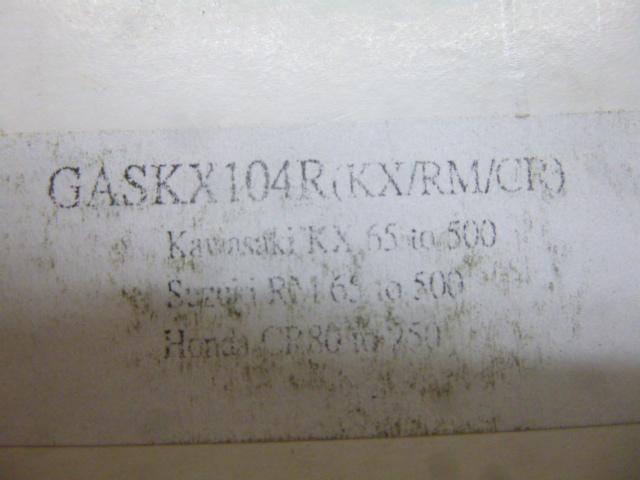 GASKX104R(KX/RM/CR)
Kawasaki KX 65 to 500
Suzuki RM 65 to 500
Honda CR80 to 250